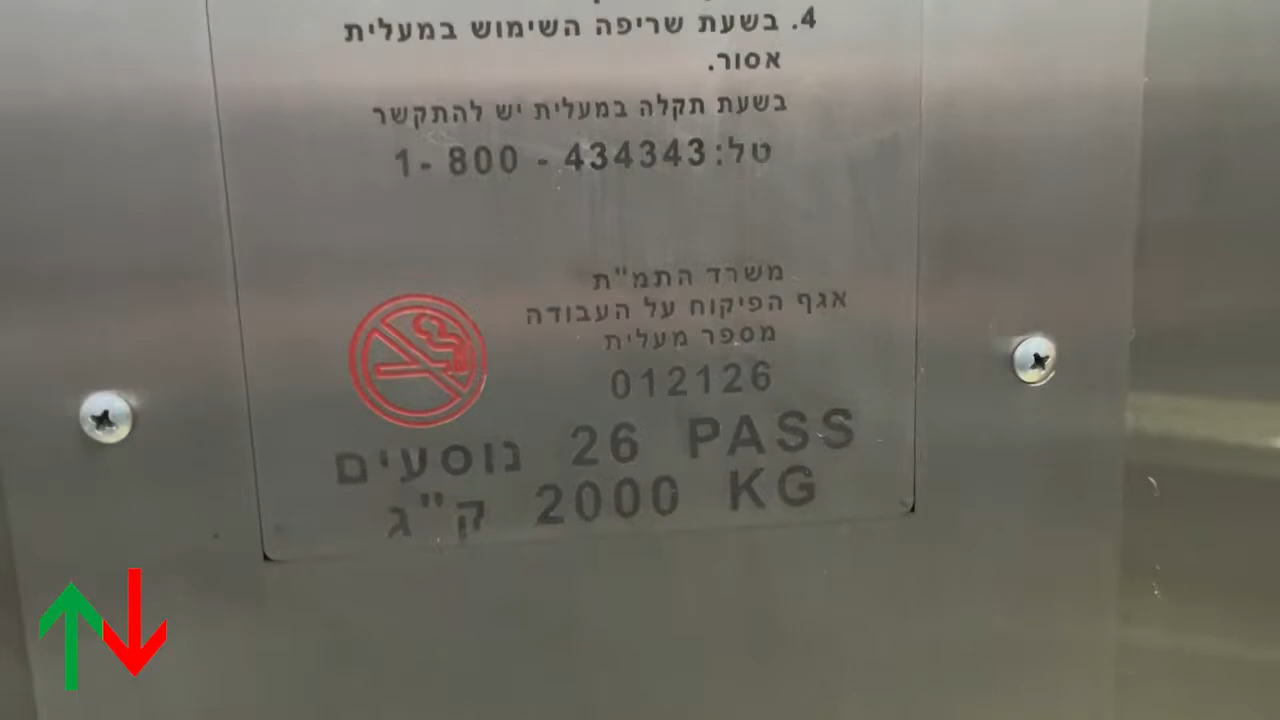 4. בשעת שריפה השימוש במעלית
אסור.
בשעת תקלה במעלית יש להתקשר
טל: 1- 800 - 434343
משרד התמ"ת
אגף הפיקוח על העבודה
מספר מעלית
012126
נוסעים 26 PASS
ק"ג 2000 KG